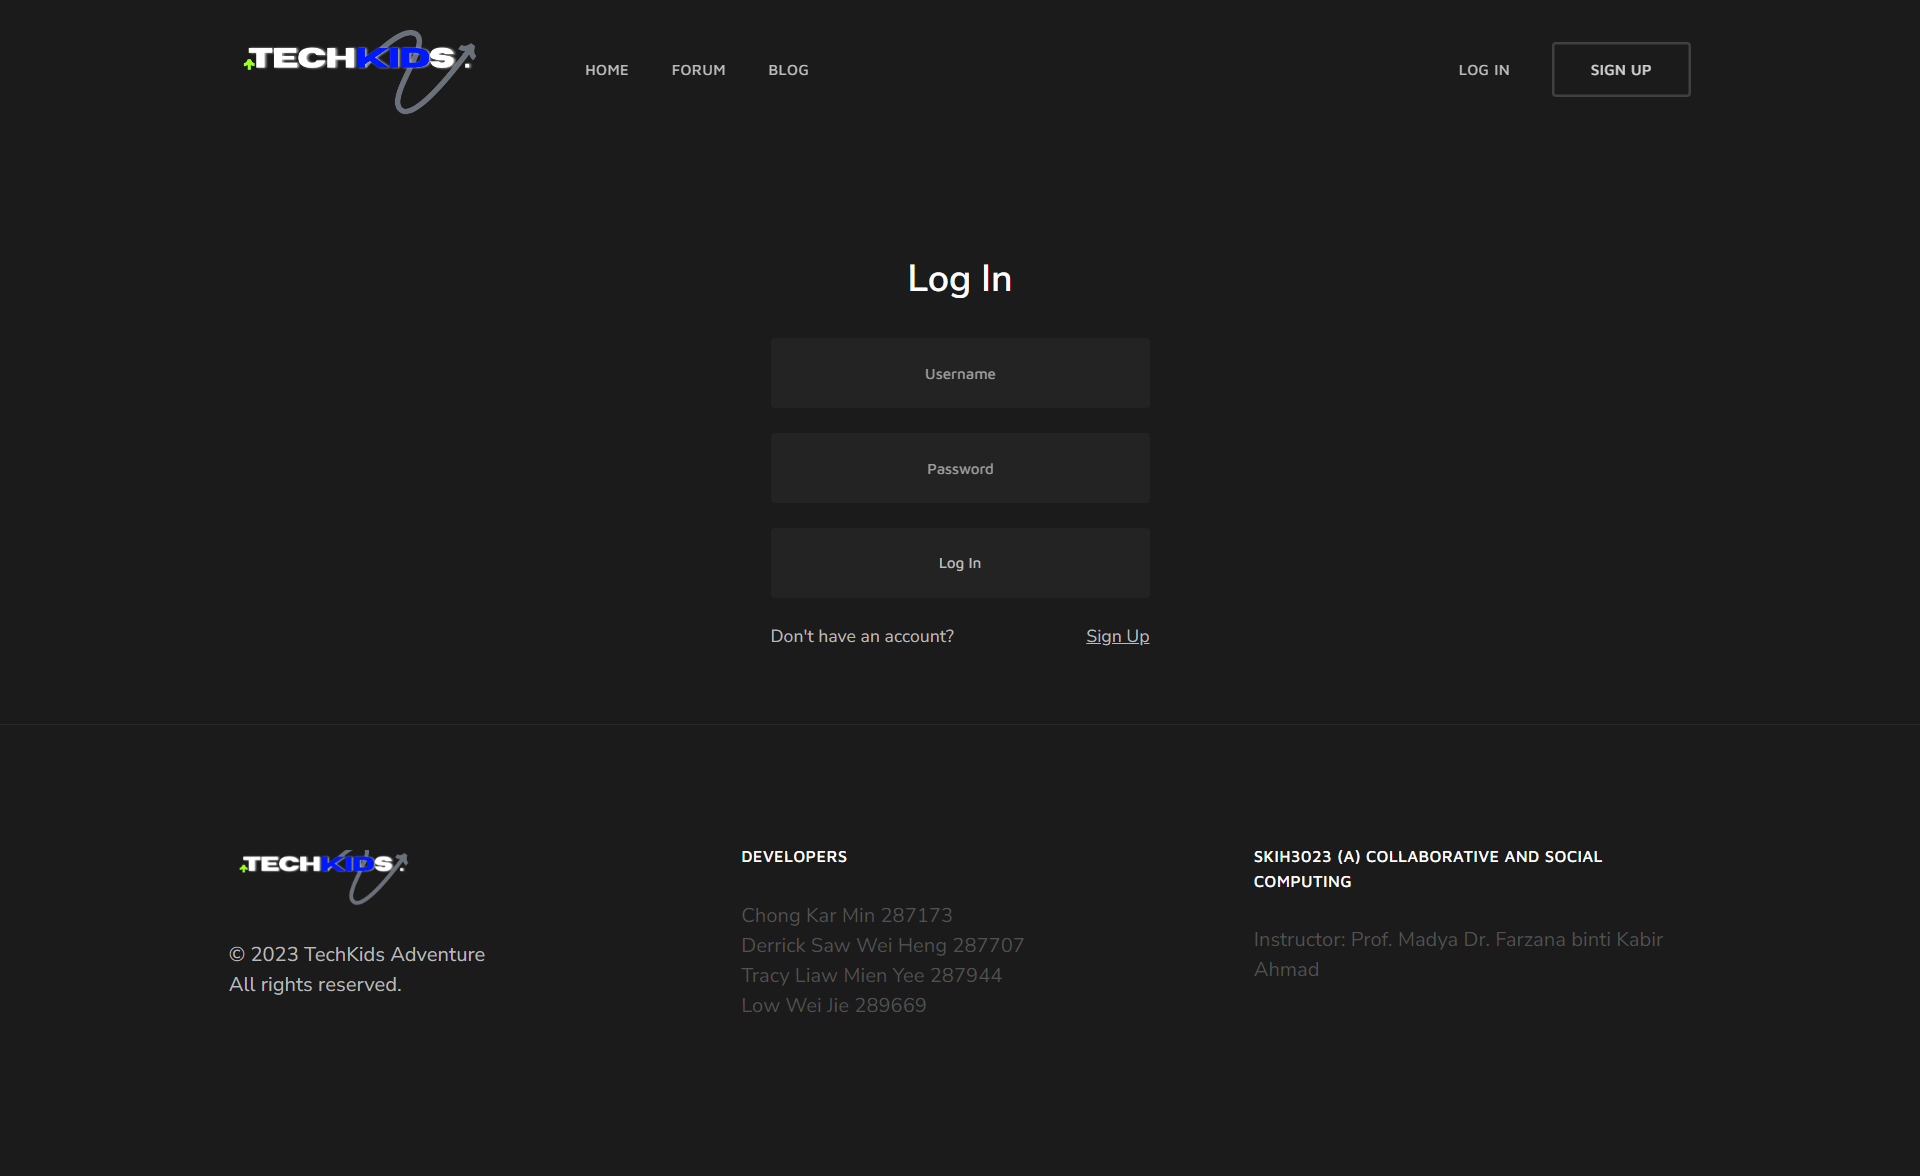 TECHKIDS.
HOME
FORUM
BLOG
LOG IN
SIGN UP
Log In
Username
Password
Log In
Don't have an account?
Sign Up
TECHKIDS.
© 2023 TechKids Adventure
All rights reserved.
DEVELOPERS
Chong Kar Min 287173
Derrick Saw Wei Heng 287707
Tracy Liaw Mien Yee 287944
Low Wei Jie 289669
SKIH3023 (A) COLLABORATIVE AND SOCIAL
COMPUTING
Instructor: Prof. Madya Dr. Farzana binti Kabir
Ahmad